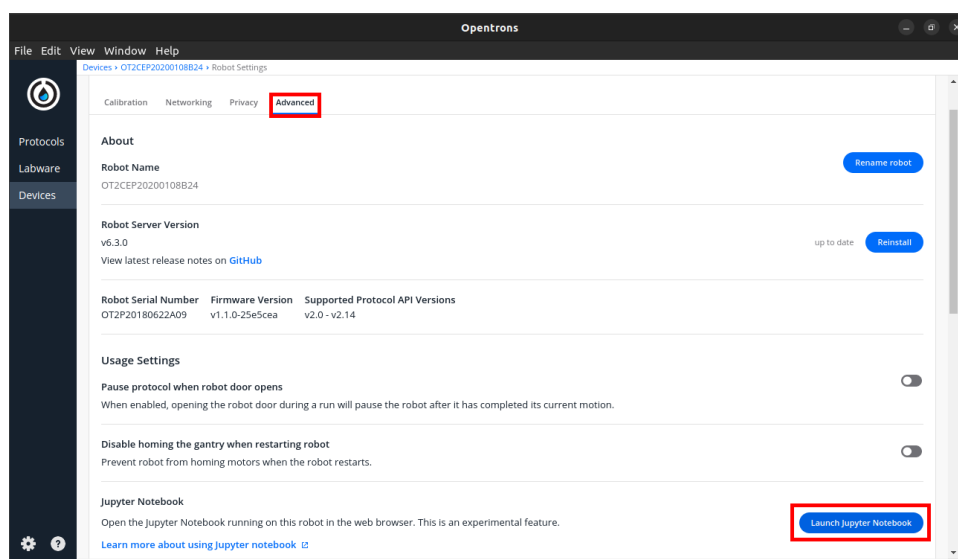 Opentrons
File Edit View Window Help
Devices › OT2CEP20200108B24 › Robot Settings
Calibration Networking Privacy Advanced
Protocols
Labware
Devices
About
Robot Name
OT2CEP20200108B24
Rename robot
Robot Server Version
v6.3.0
View latest release notes on GitHub
up to date Reinstall
Robot Serial Number Firmware Version Supported Protocol API Versions
OT2P20180622A09 v1.1.0-25e5cea v2.0 - v2.14
Usage Settings
Pause protocol when robot door opens
When enabled, opening the robot door during a run will pause the robot after it has completed its current motion.
Disable homing the gantry when restarting robot
Prevent robot from homing motors when the robot restarts.
Jupyter Notebook
Open the Jupyter Notebook running on this robot in the web browser. This is an experimental feature.
Launch Jupyter Notebook
Learn more about using Jupyter notebook